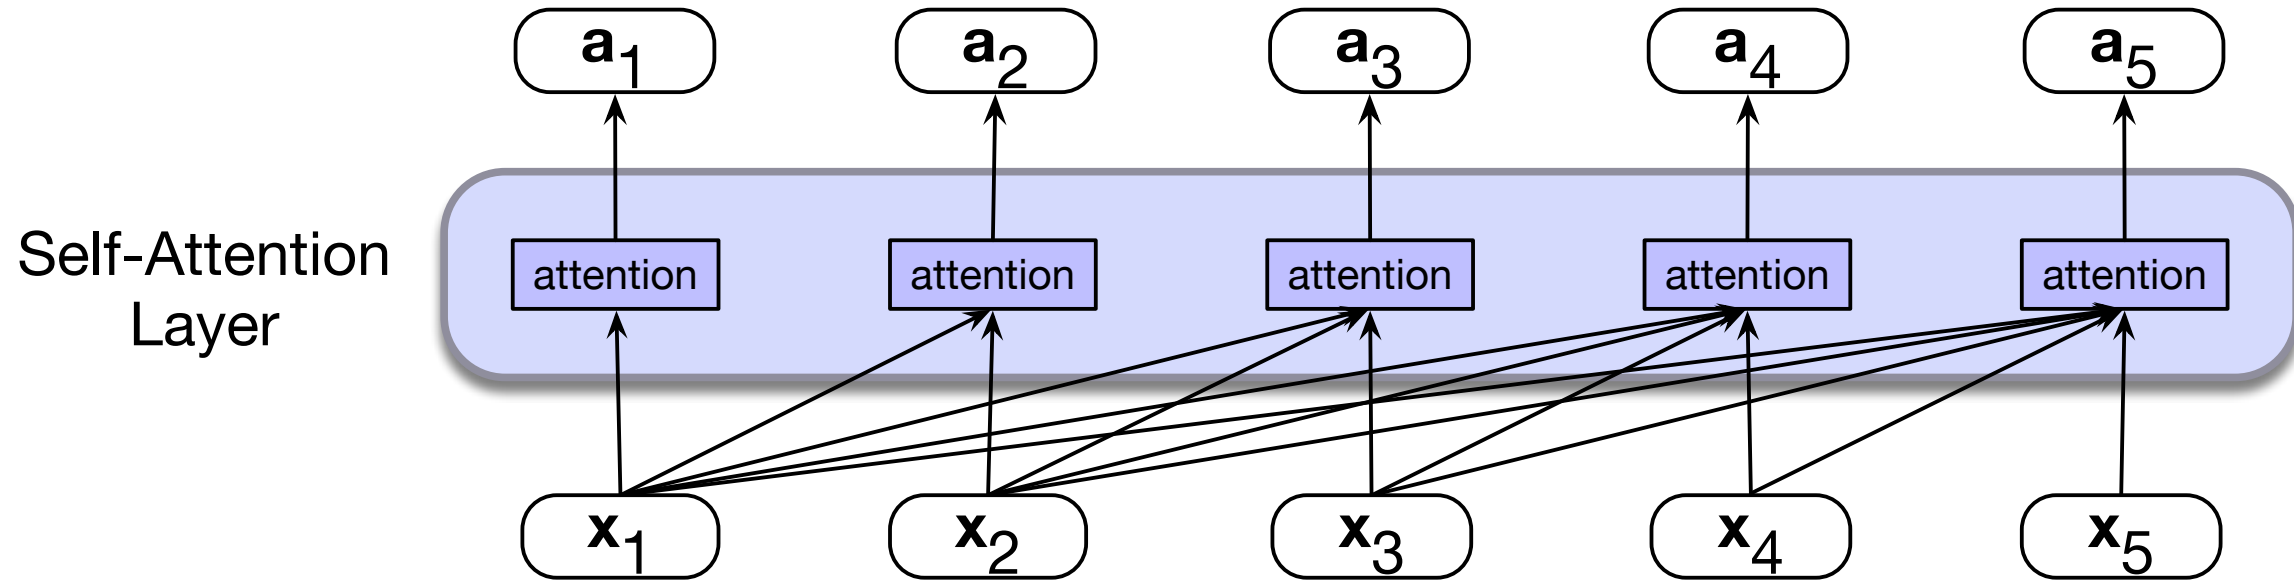 a1 a2 a3 a4 a5
Self-Attention
Layer
attention attention attention attention attention
x1 x2 x3 x4 x5